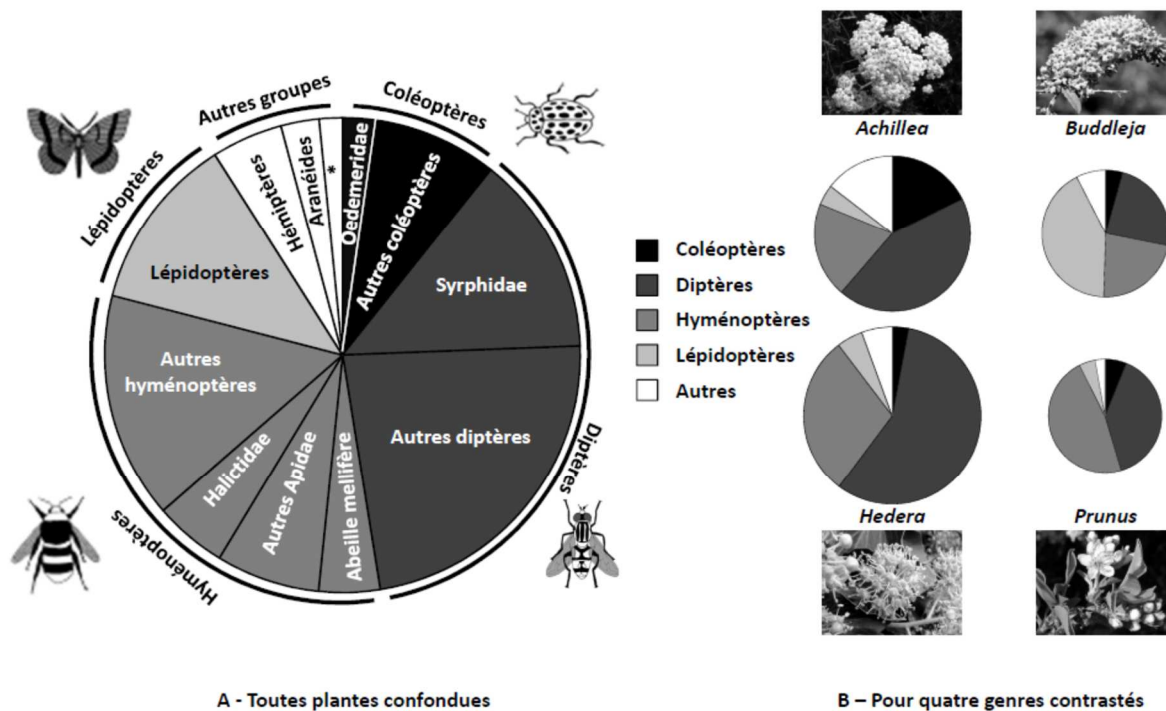 Autres groupes
Coléoptères
Lépidoptères
Hémiptères
Aranéides
*
Oedemeridae
Autres coléoptères
Syrphidae
Lépidoptères
Autres
hyménoptères
Autres diptères
Halictidae
Autres Apidae
Abeille mellifère
Hyménoptères
Diptères
Achillea
Buddleja
Coléoptères
Diptères
Hyménoptères
Lépidoptères
Autres
Hedera
Prunus
A - Toutes plantes confondues
B – Pour quatre genres contrastés